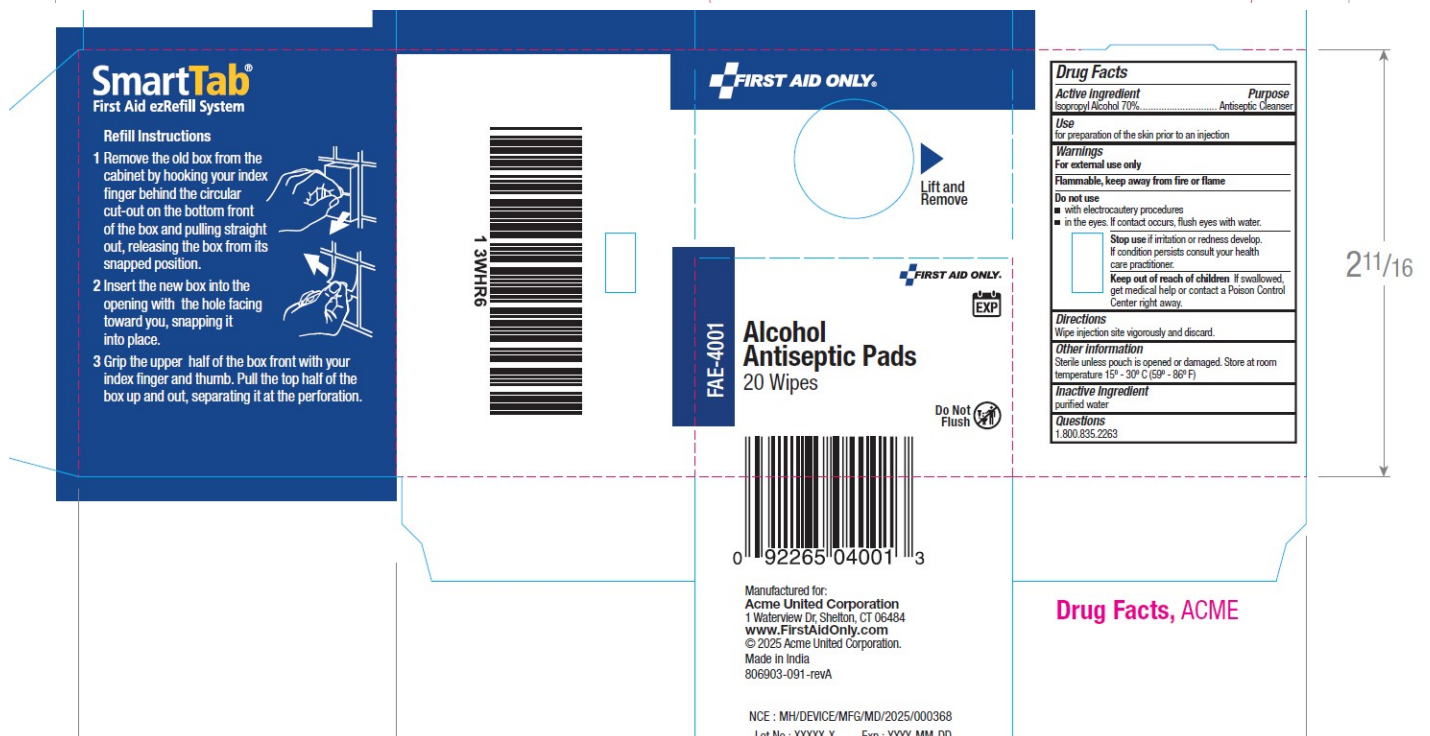 SmartTab®
First Aid ezRefill System
Refill Instructions
1 Remove the old box from the
cabinet by hooking your index
finger behind the circular
cut-out on the bottom front
of the box and pulling straight
out, releasing the box from its
snapped position.
2 Insert the new box into the
opening with the hole facing
toward you, snapping it
into place.
3 Grip the upper half of the box front with your
index finger and thumb. Pull the top half of the
box up and out, separating it at the perforation.
1 3WHR6
FIRST AID ONLY®
Lift and
Remove
FAE-4001
FIRST AID ONLY®
EXP
Alcohol
Antiseptic Pads
20 Wipes
Do Not
Flush
0 92265 04001 3
Manufactured for:
Acme United Corporation
1 Waterview Dr, Shelton, CT 06484
www.FirstAidOnly.com
© 2025 Acme United Corporation.
Made in India
806903-091-revA
NCE : MH/DEVICE/MFG/MD/2025/000368
Lot No : XXXXX-X Exp : YYYY-MM-DD
Drug Facts
Active ingredient Purpose
Isopropyl Alcohol 70%............................ Antiseptic Cleanser
Use
for preparation of the skin prior to an injection
Warnings
For external use only
Flammable, keep away from fire or flame
Do not use
■ with electrocautery procedures
■ in the eyes. If contact occurs, flush eyes with water.
Stop use if irritation or redness develop.
If condition persists consult your health
care practitioner.
Keep out of reach of children If swallowed,
get medical help or contact a Poison Control
Center right away.
Directions
Wipe injection site vigorously and discard.
Other information
Sterile unless pouch is opened or damaged. Store at room
temperature 15º - 30º C (59º - 86º F)
Inactive Ingredient
purified water
Questions
1.800.835.2263
Drug Facts, ACME
2 11/16